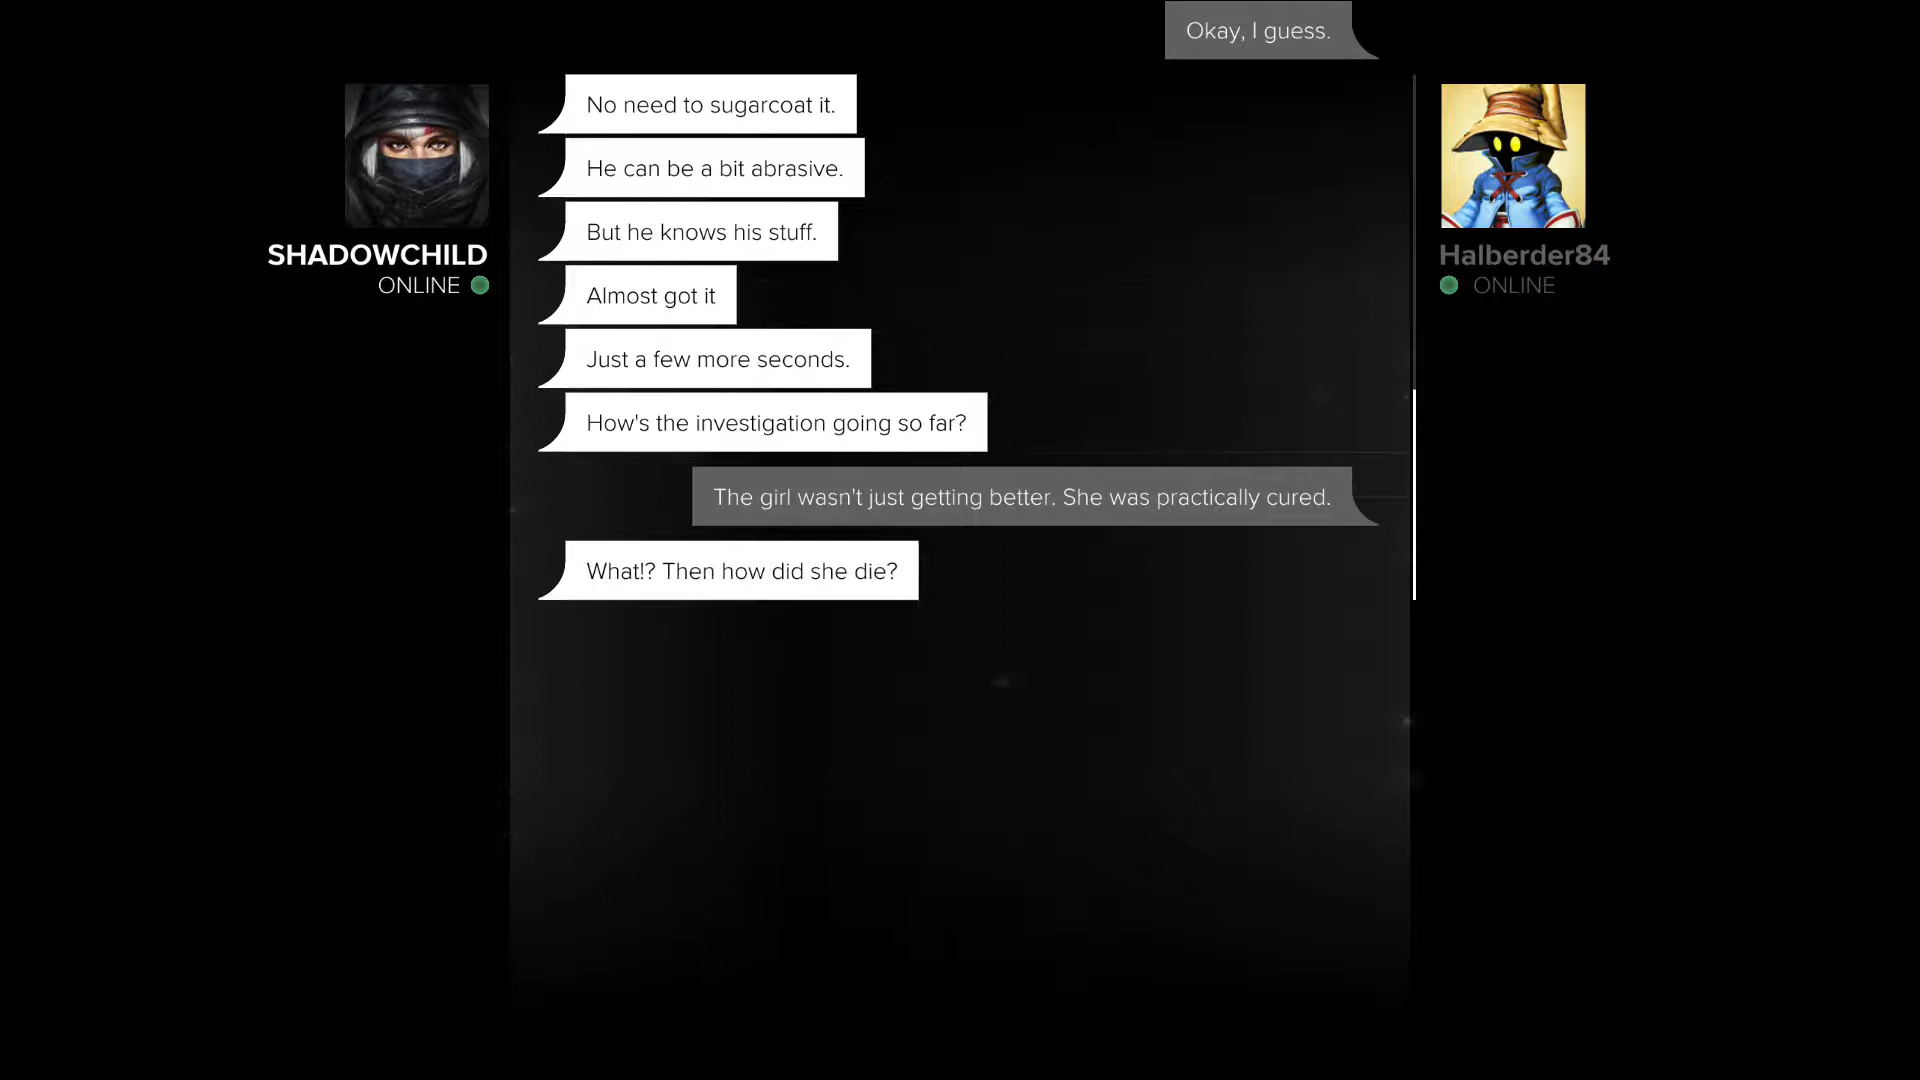 Okay, I guess.
No need to sugarcoat it.
He can be a bit abrasive.
But he knows his stuff.
SHADOWCHILD
ONLINE
Halberder84
ONLINE
Almost got it
Just a few more seconds.
How's the investigation going so far?
The girl wasn't just getting better. She was practically cured.
What!? Then how did she die?